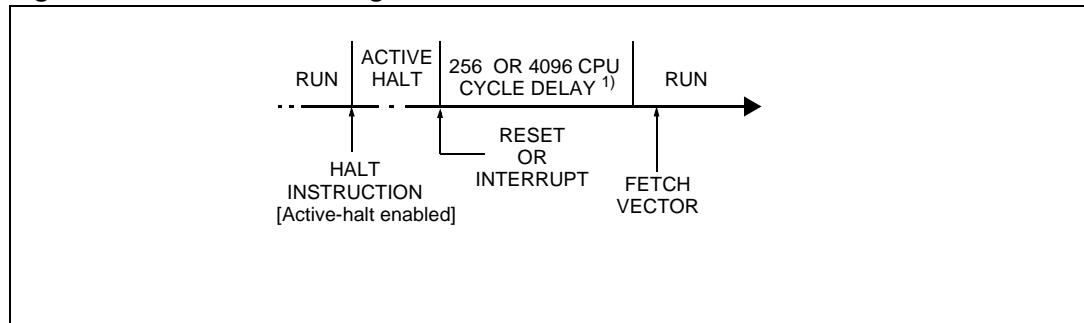 RUN
ACTIVE
HALT
256 OR 4096 CPU
CYCLE DELAY 1)
RUN
RESET
OR
INTERRUPT
HALT
INSTRUCTION
[Active-halt enabled]
FETCH
VECTOR